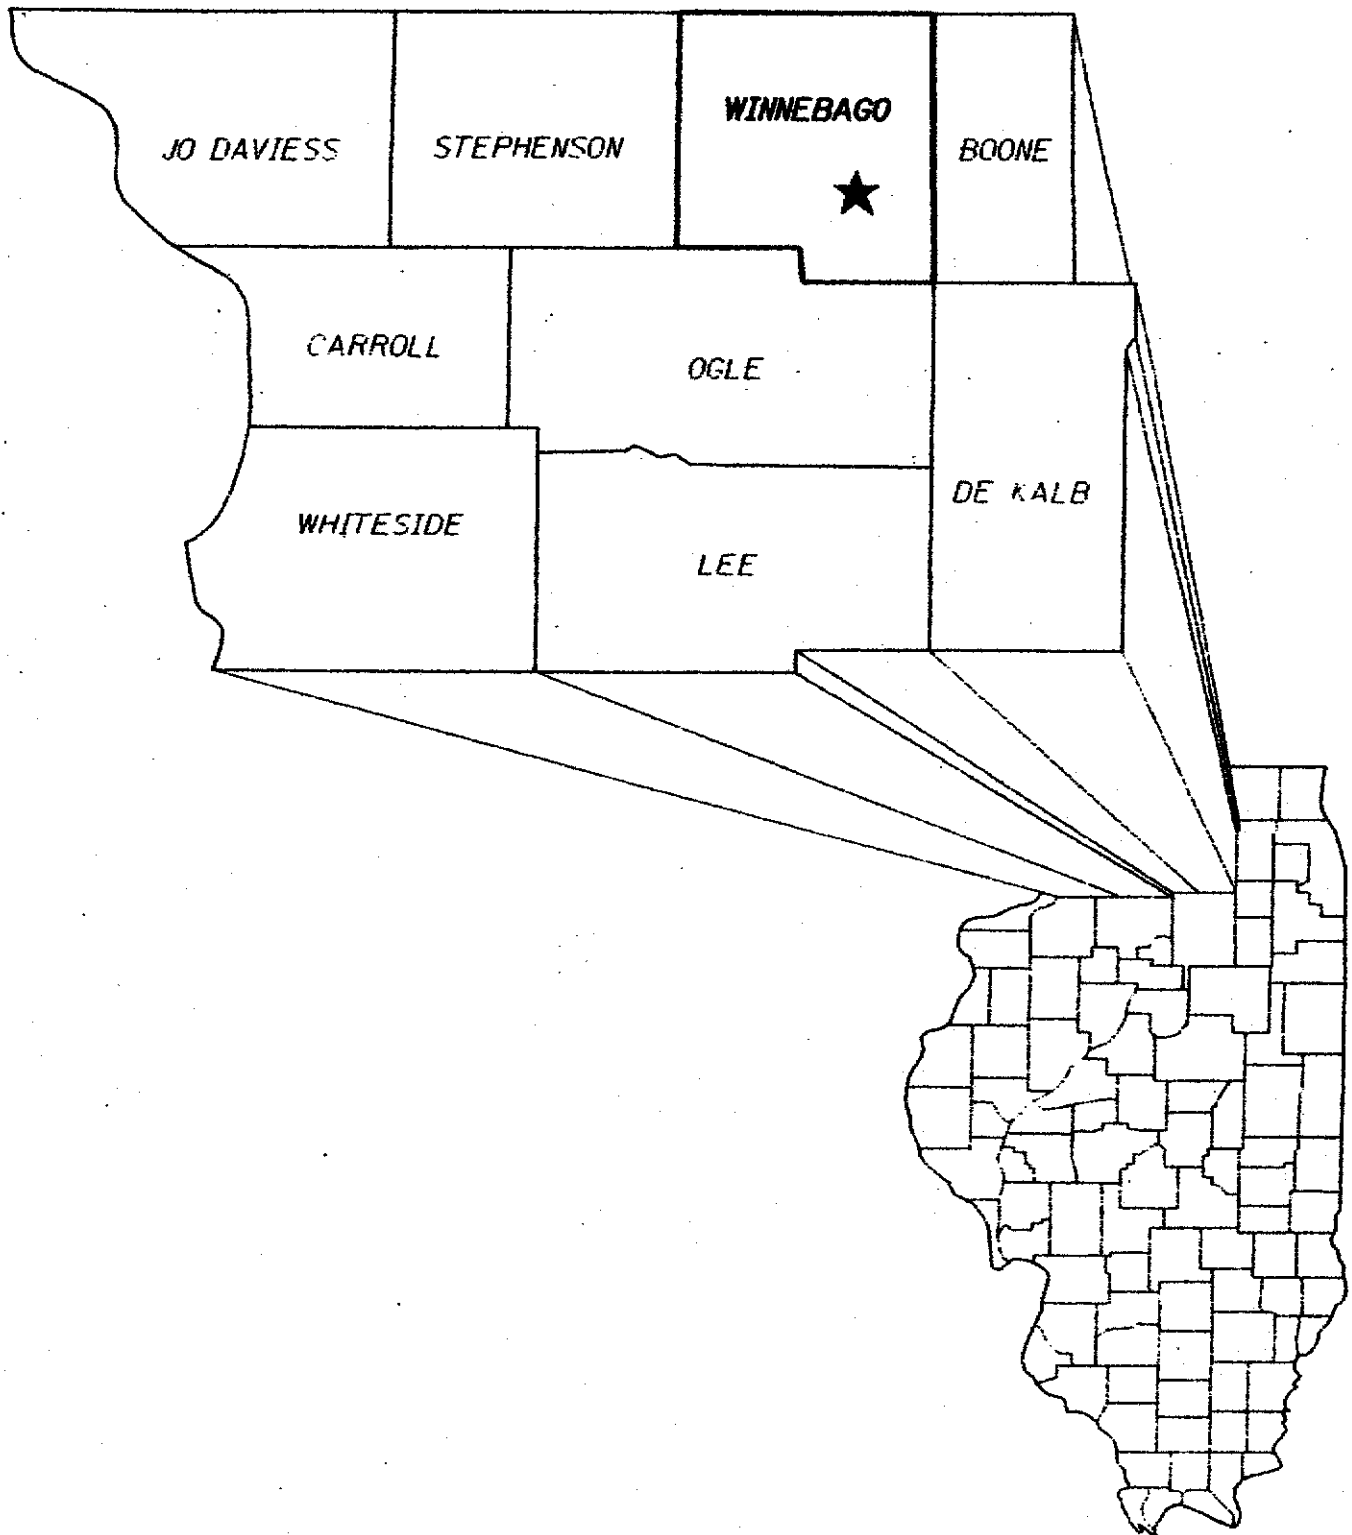 WINNEBAGO
JO DAVIESS
STEPHENSON
BOONE
CARROLL
OGLE
DE KALB
WHITESIDE
LEE